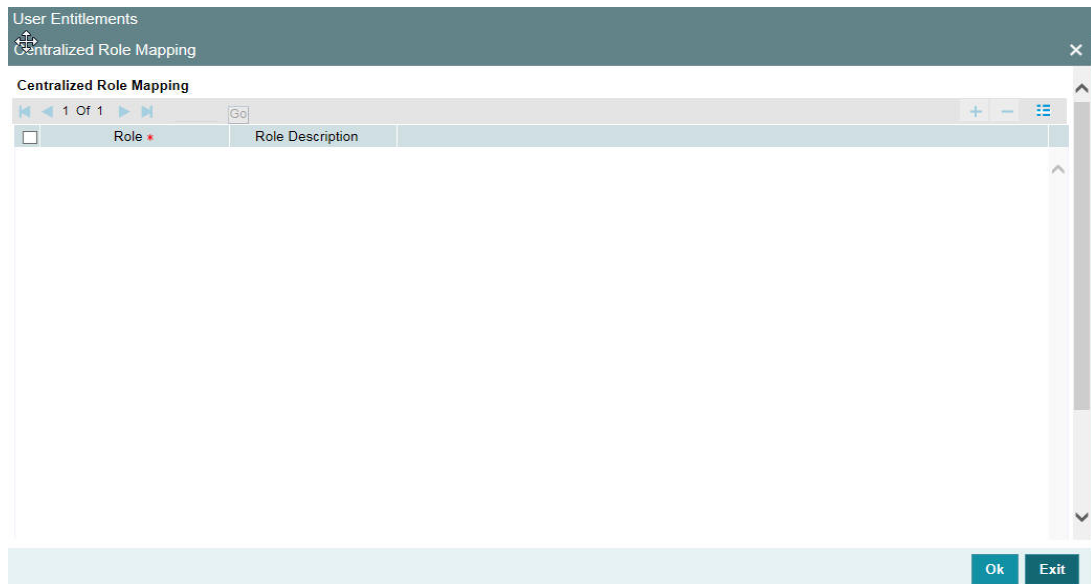 User Entitlements
Centralized Role Mapping
Centralized Role Mapping
1 Of 1 Go
Role * Role Description
Ok Exit